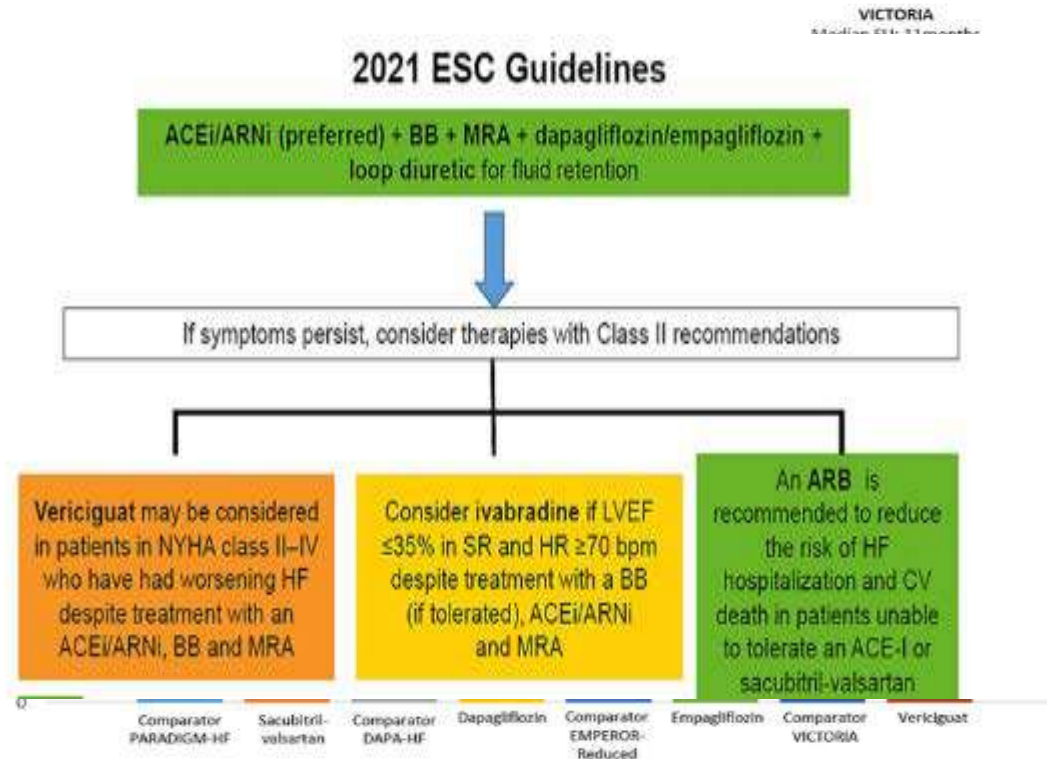 VICTORIA
2021 ESC Guidelines
ACEi/ARNi (preferred) + BB + MRA + dapagliflozin/empagliflozin +
loop diuretic for fluid retention
If symptoms persist, consider therapies with Class II recommendations
Vericiguat may be considered
in patients in NYHA class II–IV
who have had worsening HF
despite treatment with an
ACEi/ARNi, BB and MRA
Consider ivabradine if LVEF
≤35% in SR and HR ≥70 bpm
despite treatment with a BB
(if tolerated), ACEi/ARNi
and MRA
An ARB is
recommended to reduce
the risk of HF
hospitalization and CV
death in patients unable
to tolerate an ACE-I or
sacubitril-valsartan
Comparator
PARADIGM-HF
Sacubitril-
valsartan
Comparator
DAPA-HF
Dapagliflozin
Comparator
EMPEROR-
Reduced
Empagliflozin
Comparator
VICTORIA
Vericiguat